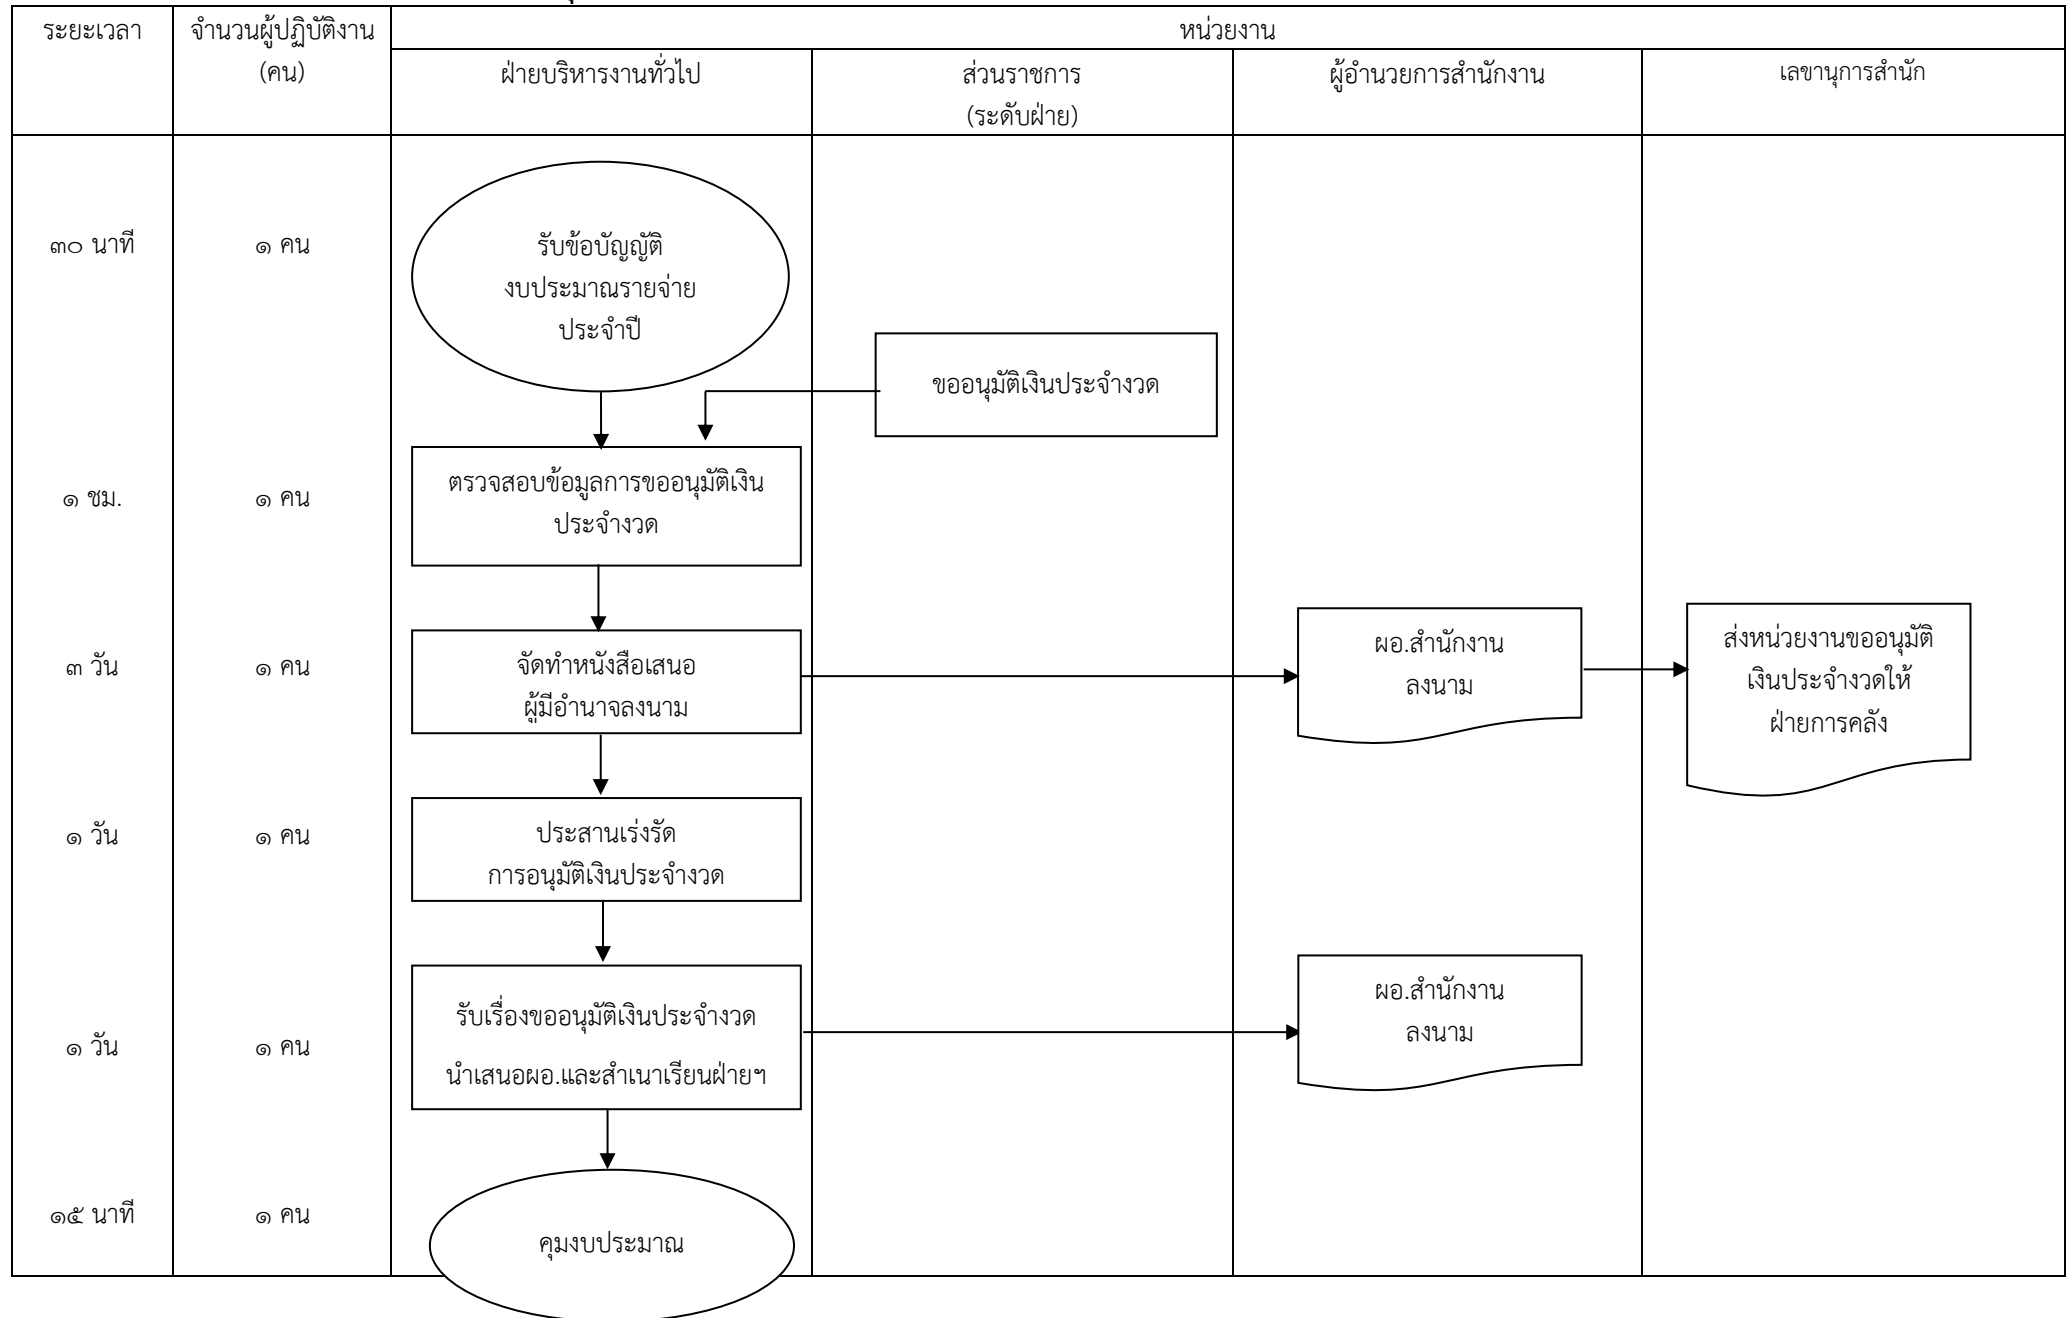 ระยะเวลา
จำนวนผู้ปฏิบัติงาน
(คน)
หน่วยงาน
ฝ่ายบริหารงานทั่วไป
ส่วนราชการ
(ระดับฝ่าย)
ผู้อำนวยการสำนักงาน
เลขานุการสำนัก
๓๐ นาที
๑ คน
รับข้อบัญญัติ
งบประมาณรายจ่าย
ประจำปี
ขออนุมัติเงินประจำงวด
๑ ชม.
๑ คน
ตรวจสอบข้อมูลการขออนุมัติเงิน
ประจำงวด
๓ วัน
๑ คน
จัดทำหนังสือเสนอ
ผู้มีอำนาจลงนาม
ผอ.สำนักงาน
ลงนาม
ส่งหน่วยงานขออนุมัติ
เงินประจำงวดให้
ฝ่ายการคลัง
๑ วัน
๑ คน
ประสานเร่งรัด
การอนุมัติเงินประจำงวด
๑ วัน
๑ คน
รับเรื่องขออนุมัติเงินประจำงวด
นำเสนอผอ.และสำเนาเรียนฝ่ายฯ
ผอ.สำนักงาน
ลงนาม
๑๕ นาที
๑ คน
คุมงบประมาณ